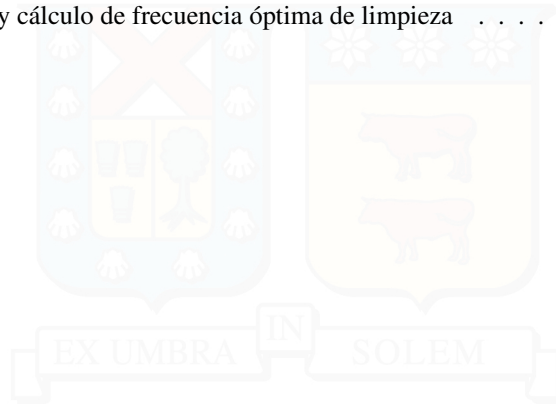 y cálculo de frecuencia óptima de limpieza . . . .
IN
EX UMBRA SOLEM